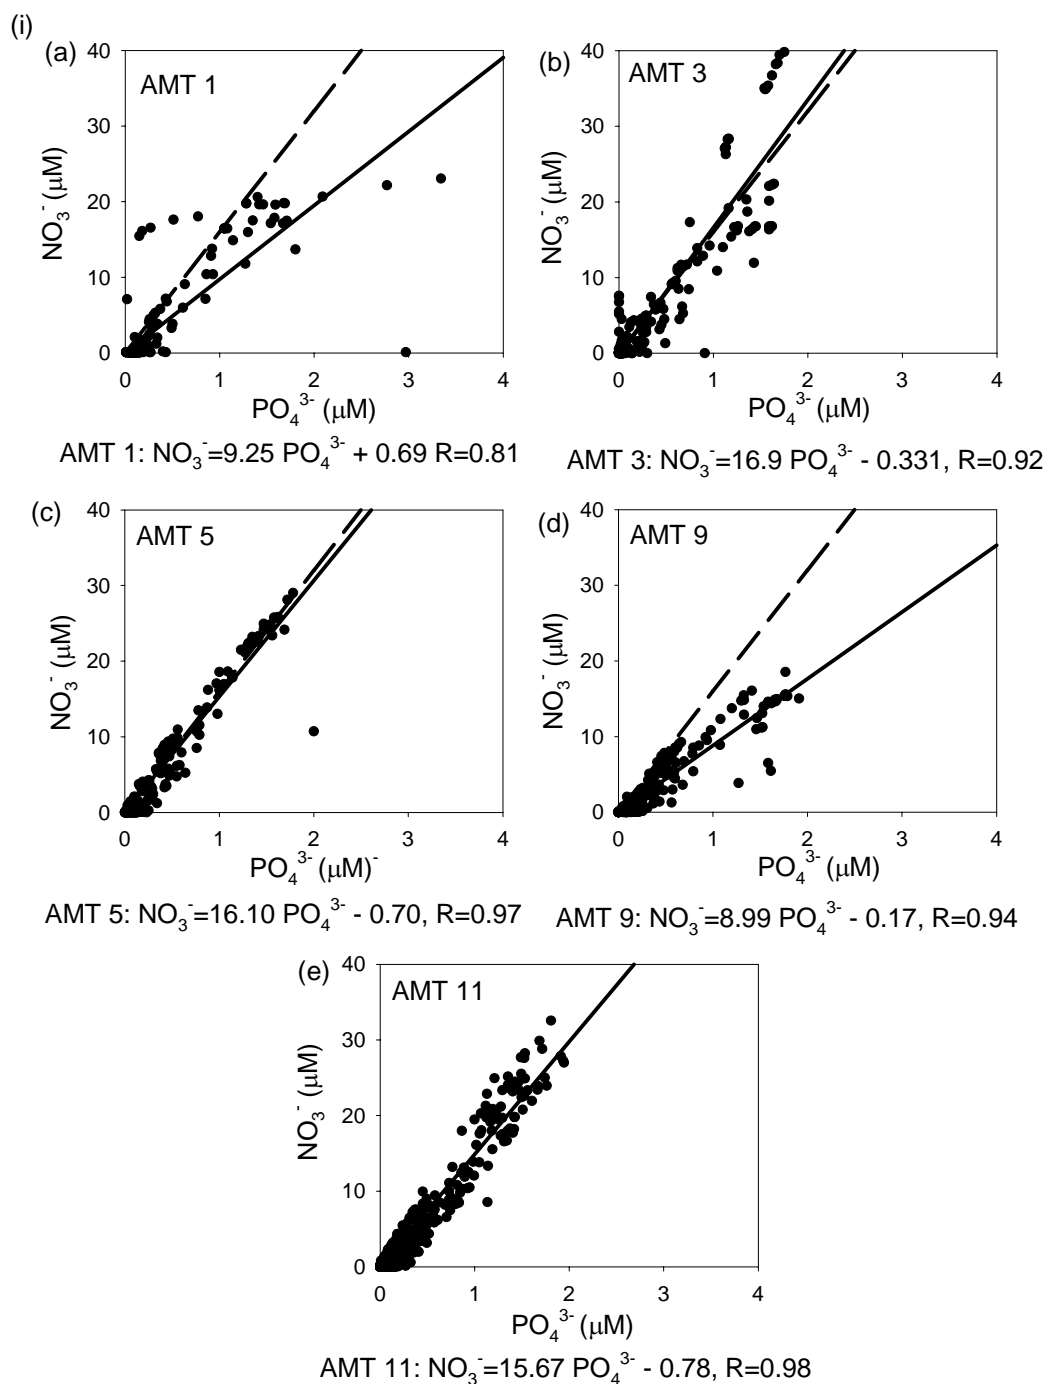 (i)
(a)
AMT 1
40
30
20
10
0
NO₃⁻ (μM)
0 1 2 3 4
PO₄³⁻ (μM)
AMT 1: NO₃⁻=9.25 PO₄³⁻ + 0.69 R=0.81
(b)
AMT 3
40
30
20
10
0
NO₃⁻ (μM)
0 1 2 3 4
PO₄³⁻ (μM)
AMT 3: NO₃⁻=16.9 PO₄³⁻ - 0.331, R=0.92
(c)
AMT 5
40
30
20
10
0
NO₃⁻ (μM)
0 1 2 3 4
PO₄³⁻ (μM)⁻
AMT 5: NO₃⁻=16.10 PO₄³⁻ - 0.70, R=0.97
(d)
AMT 9
40
30
20
10
0
NO₃⁻ (μM)
0 1 2 3 4
PO₄³⁻ (μM)
AMT 9: NO₃⁻=8.99 PO₄³⁻ - 0.17, R=0.94
(e)
AMT 11
40
30
20
10
0
NO₃⁻ (μM)
0 1 2 3 4
PO₄³⁻ (μM)
AMT 11: NO₃⁻=15.67 PO₄³⁻ - 0.78, R=0.98